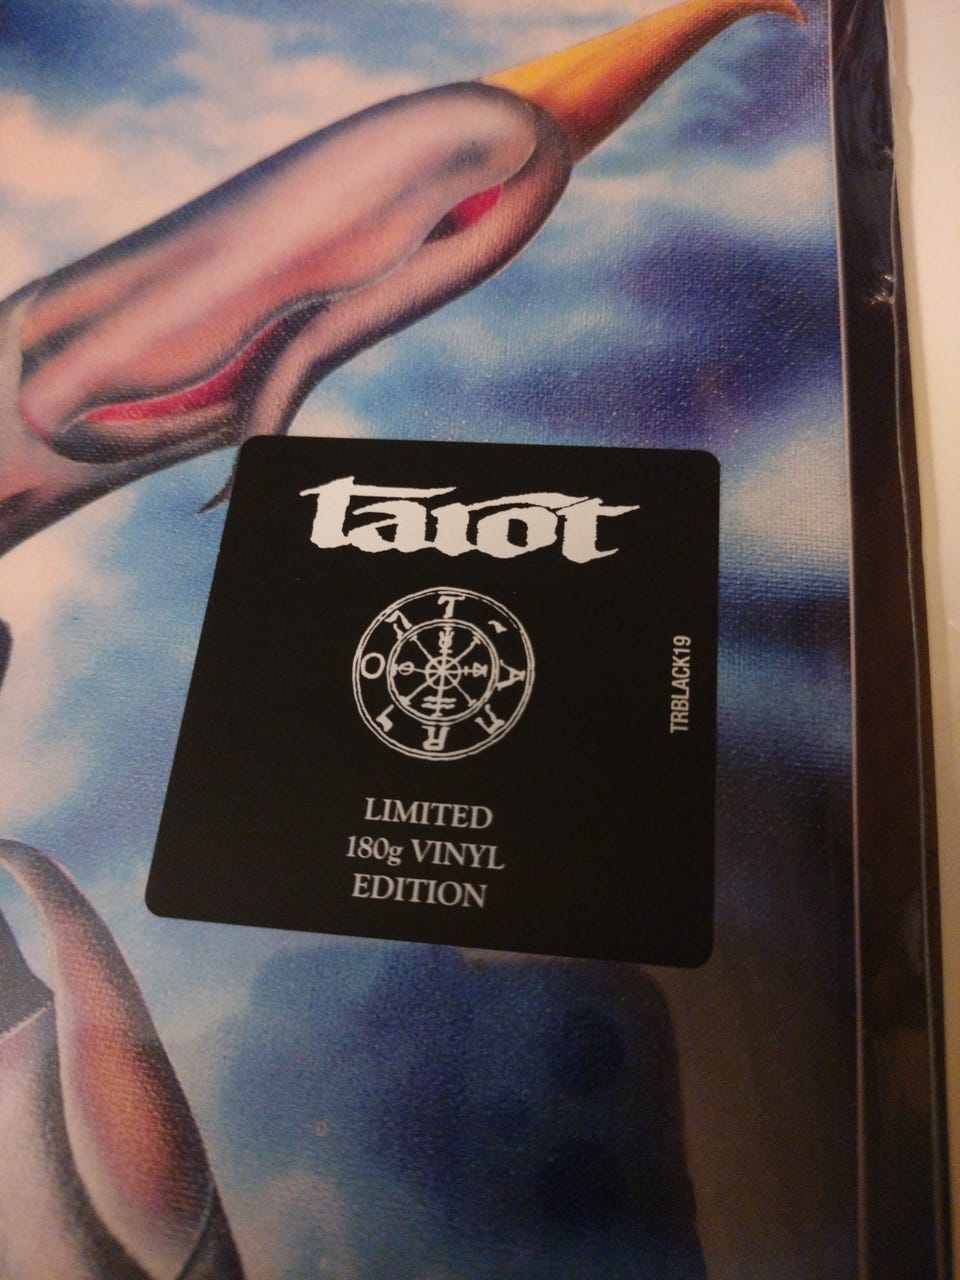 tarot
T A R O
LIMITED
180g VINYL
EDITION
TRBLACK19